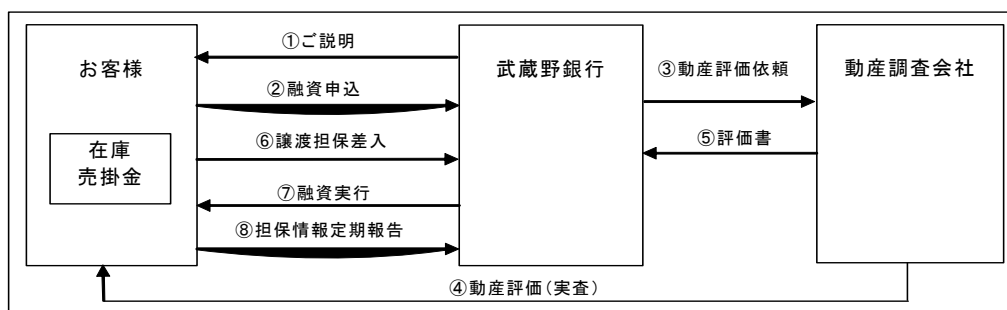 お客様
在庫
売掛金
①ご説明
②融資申込
⑥譲渡担保差入
⑦融資実行
⑧担保情報定期報告
武蔵野銀行
③動産評価依頼
⑤評価書
動産調査会社
④動産評価(実査)